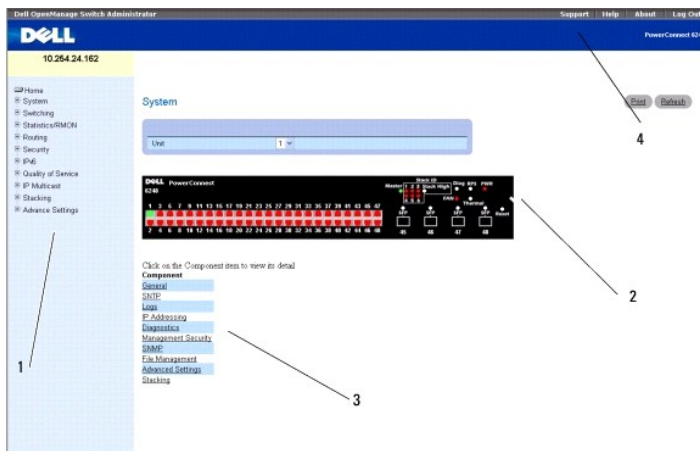 Dell OpenManage Switch Administrator
Support Help About Log Out
DELL
PowerConnect 624
10.254.24.162
Home
System
Switching
Statistics/RMON
Routing
Security
IPv6
Quality of Service
IP Multicast
Stacking
Advance Settings
System
Print Refresh
Unit 1
DELL PowerConnect
6248
Stack ID
Master 1 2 3 Stack High Diag RPS PWR
FAN Thermal
1 3 5 7 9 11 13 15 17 19 21 23 25 27 29 31 33 35 37 39 41 43 45 47
SFP SFP SFP SFP Reset
2 4 6 8 10 12 14 16 18 20 22 24 26 28 30 32 34 36 38 40 42 44 46 48
45 46 47 48
Click on the Component item to view its detail
Component
General
SNTP
Logs
IP Addressing
Diagnostics
Management Security
SNMP
File Management
Advanced Settings
Stacking
1
2
3
4